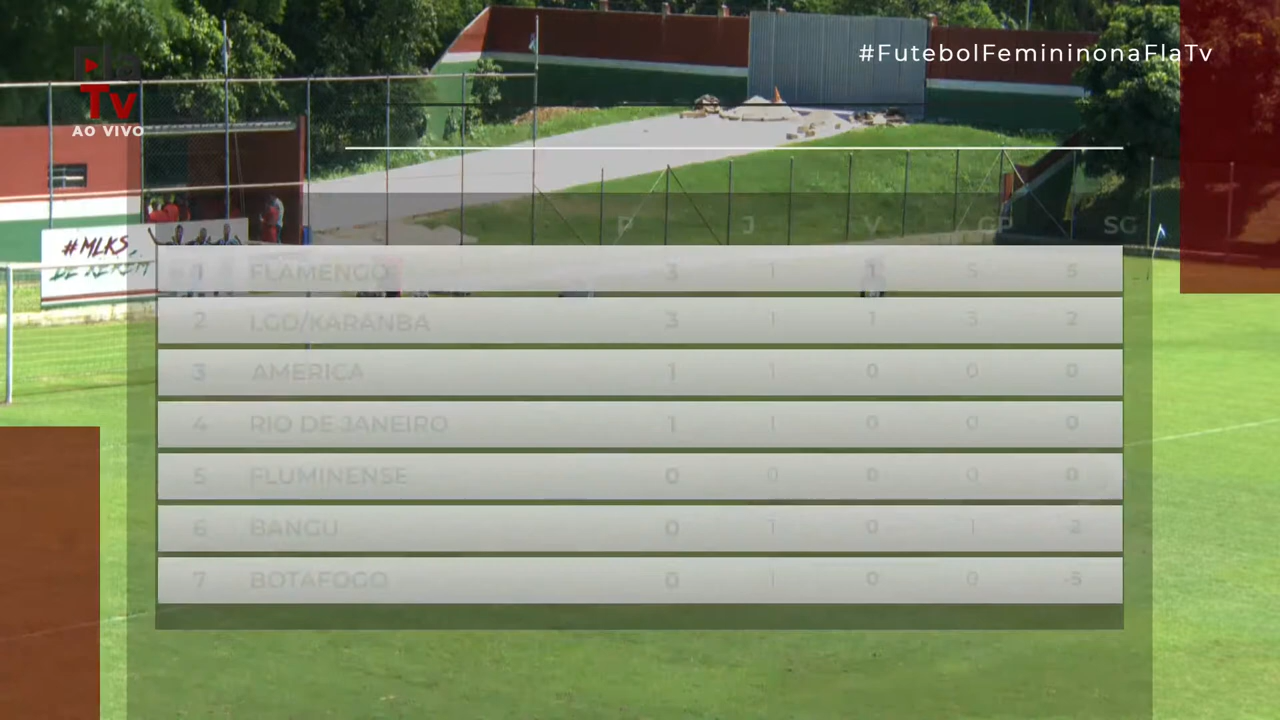 #FutebolFemininonaFlaTv
Tv
AO VIVO
#MLKS
DE XERÉM
P J V GP SG
1 FLAMENGO 3 1 1 5 5
2 LGD/KARANBA 3 1 1 3 2
3 AMERICA 1 1 0 0 0
4 RIO DE JANEIRO 1 1 0 0 0
5 FLUMINENSE 0 0 0 0 0
6 BANGU 0 1 0 1 -2
7 BOTAFOGO 0 1 0 0 -5